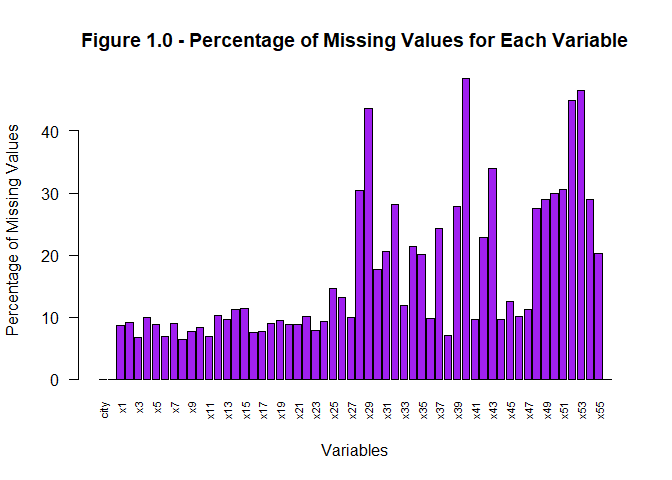 Figure 1.0 - Percentage of Missing Values for Each Variable
Percentage of Missing Values
40
30
20
10
0
city x1 x3 x5 x7 x9 x11 x13 x15 x17 x19 x21 x23 x25 x27 x29 x31 x33 x35 x37 x39 x41 x43 x45 x47 x49 x51 x53 x55
Variables